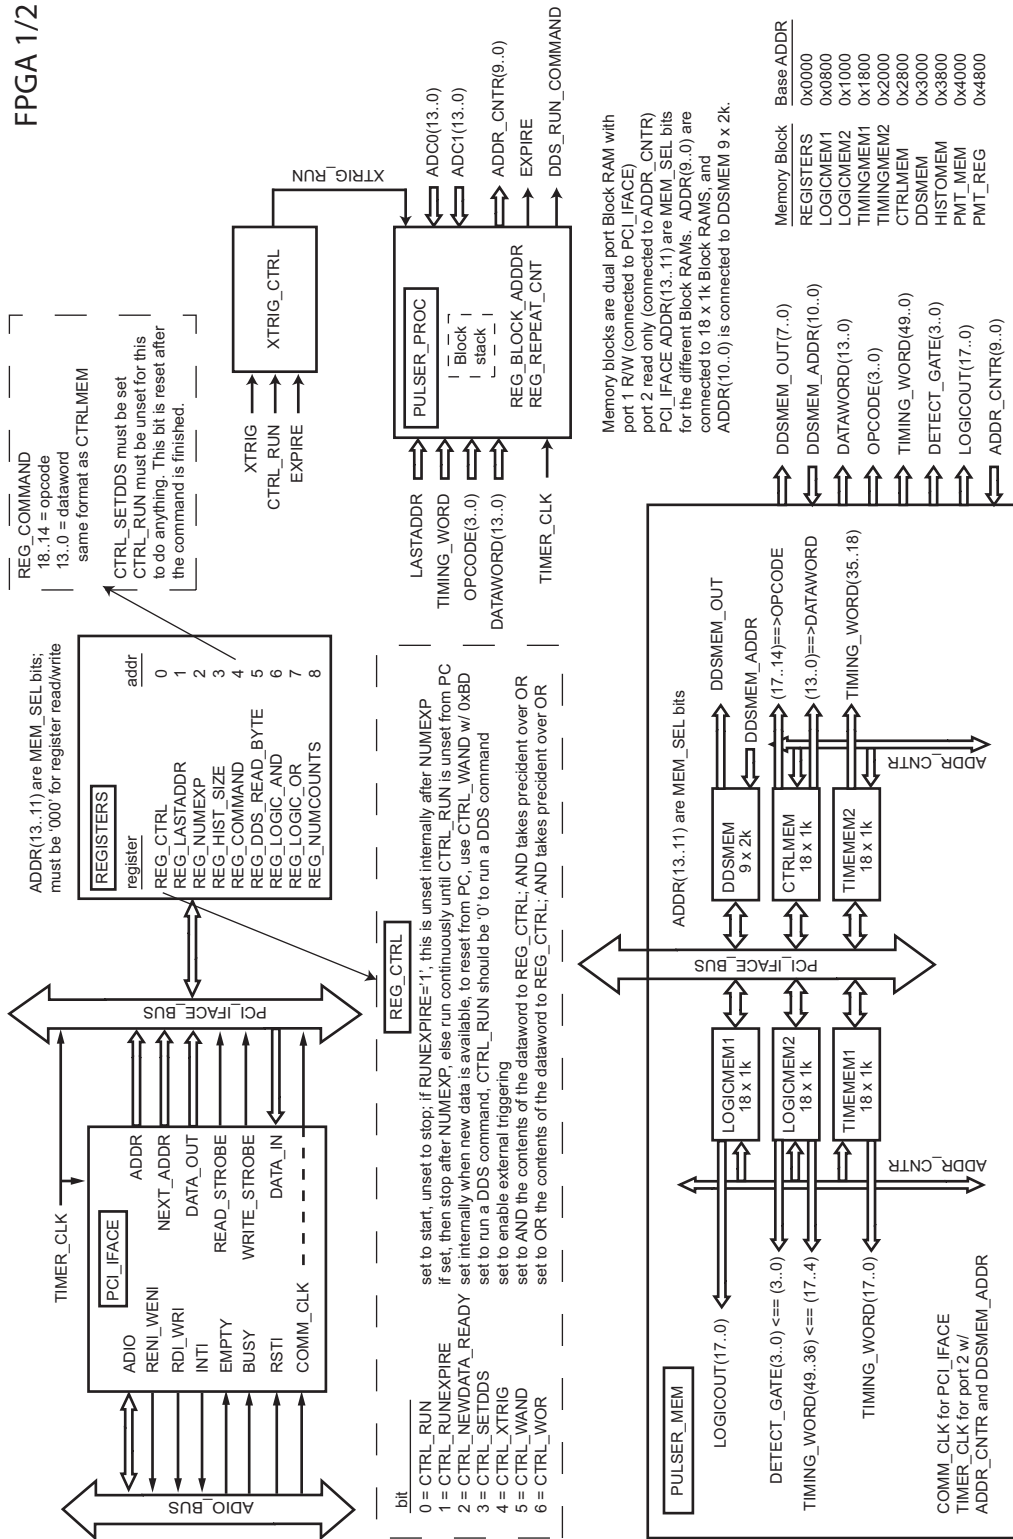 FPGA 1/2
TIMER_CLK
PCI_IFACE
ADIO_BUS
ADIO
RENI_WENI
RDI_WRI
INTI
EMPTY
BUSY
RSTI
COMM_CLK
ADDR
NEXT_ADDR
DATA_OUT
READ_STROBE
WRITE_STROBE
DATA_IN
PCI_IFACE_BUS
ADDR(13..11) are MEM_SEL bits;
must be '000' for register read/write
REGISTERS
register addr
REG_CTRL 0
REG_LASTADDR 1
REG_NUMEXP 2
REG_HIST_SIZE 3
REG_COMMAND 4
REG_DDS_READ_BYTE 5
REG_LOGIC_AND 6
REG_LOGIC_OR 7
REG_NUMCOUNTS 8
REG_COMMAND
18..14 = opcode
13..0 = dataword
same format as CTRLMEM
CTRL_SETDDS must be set
CTRL_RUN must be unset for this
to do anything. This bit is reset after
the command is finished.
REG_CTRL
bit
0 = CTRL_RUN set to start, unset to stop; if RUNEXPIRE='1', this is unset internally after NUMEXP
1 = CTRL_RUNEXPIRE if set, then stop after NUMEXP, else run continuously until CTRL_RUN is unset from PC
2 = CTRL_NEWDATA_READY set internally when new data is available, to reset from PC, use CTRL_WAND w/ 0xBD
3 = CTRL_SETDDS set to run a DDS command, CTRL_RUN should be '0' to run a DDS command
4 = CTRL_XTRIG set to enable external triggering
5 = CTRL_WAND set to AND the contents of the dataword to REG_CTRL; AND takes precident over OR
6 = CTRL_WOR set to OR the contents of the dataword to REG_CTRL; AND takes precident over OR
XTRIG
CTRL_RUN
EXPIRE
XTRIG_CTRL
XTRIG_RUN
LASTADDR
TIMING_WORD
OPCODE(3..0)
DATAWORD(13..0)
TIMER_CLK
PULSER_PROC
Block
stack
REG_BLOCK_ADDDR
REG_REPEAT_CNT
ADC0(13..0)
ADC1(13..0)
ADDR_CNTR(9..0)
EXPIRE
DDS_RUN_COMMAND
Memory blocks are dual port Block RAM with
port 1 R/W (connected to PCI_IFACE)
port 2 read only (connected to ADDR_CNTR)
PCI_IFACE ADDR(13..11) are MEM_SEL bits
for the different Block RAMs. ADDR(9..0) are
connected to 18 x 1k Block RAMS, and
ADDR(10..0) is connected to DDSMEM 9 x 2k.
Memory Block Base ADDR
REGISTERS 0x0000
LOGICMEM1 0x0800
LOGICMEM2 0x1000
TIMINGMEM1 0x1800
TIMINGMEM2 0x2000
CTRLMEM 0x2800
DDSMEM 0x3000
HISTOMEM 0x3800
PMT_MEM 0x4000
PMT_REG 0x4800
PULSER_MEM
LOGICOUT(17..0)
DETECT_GATE(3..0) <== (3..0)
TIMING_WORD(49..36) <== (17..4)
TIMING_WORD(17..0)
COMM_CLK for PCI_IFACE
TIMER_CLK for port 2 w/
ADDR_CNTR and DDSMEM_ADDR
LOGICMEM1
18 x 1k
LOGICMEM2
18 x 1k
TIMEMEM1
18 x 1k
ADDR_CNTR
PCI_IFACE_BUS
ADDR(13..11) are MEM_SEL bits
DDSMEM
9 x 2k
CTRLMEM
18 x 1k
TIMEMEM2
18 x 1k
DDSMEM_OUT
DDSMEM_ADDR
(17..14)==>OPCODE
(13..0)==>DATAWORD
TIMING_WORD(35..18)
ADDR_CNTR
DDSMEM_OUT(7..0)
DDSMEM_ADDR(10..0)
DATAWORD(13..0)
OPCODE(3..0)
TIMING_WORD(49..0)
DETECT_GATE(3..0)
LOGICOUT(17..0)
ADDR_CNTR(9..0)